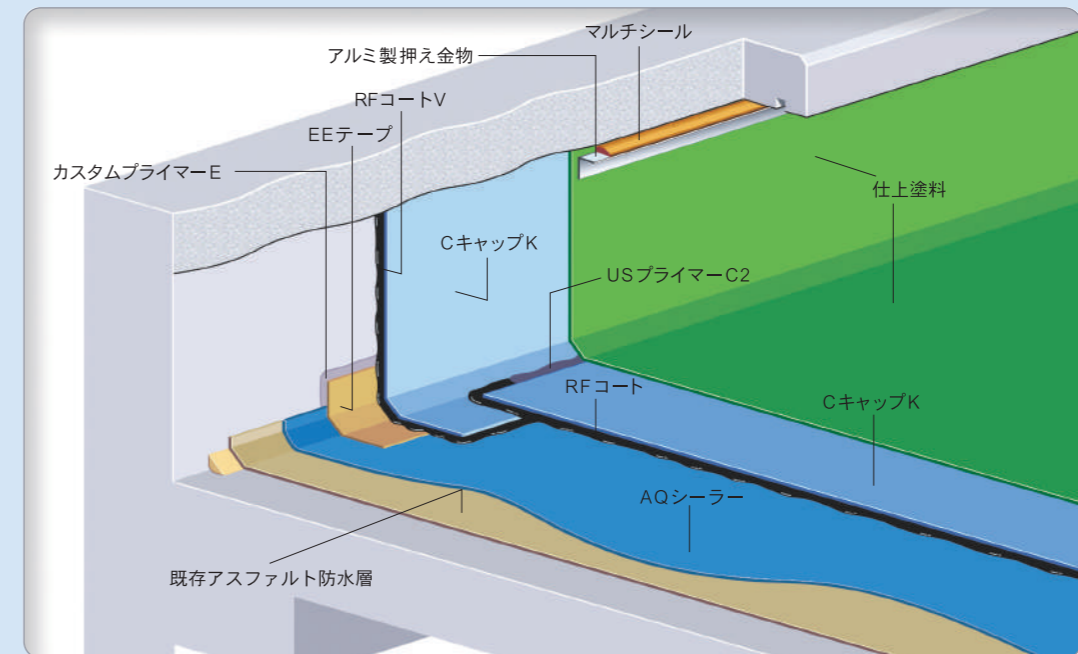 マルチシール
アルミ製押え金物
RFコートV
EEテープ
カスタムプライマーE
仕上塗料
CキャップK
USプライマーC2
RFコート
CキャップK
AQシーラー
既存アスファルト防水層